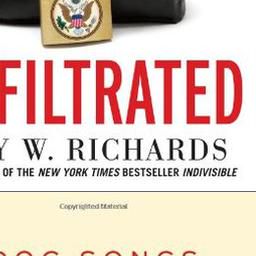 FILTRATED
Y W. RICHARDS
OF THE NEW YORK TIMES BESTSELLER INDIVISIBLE
Copyrighted Material